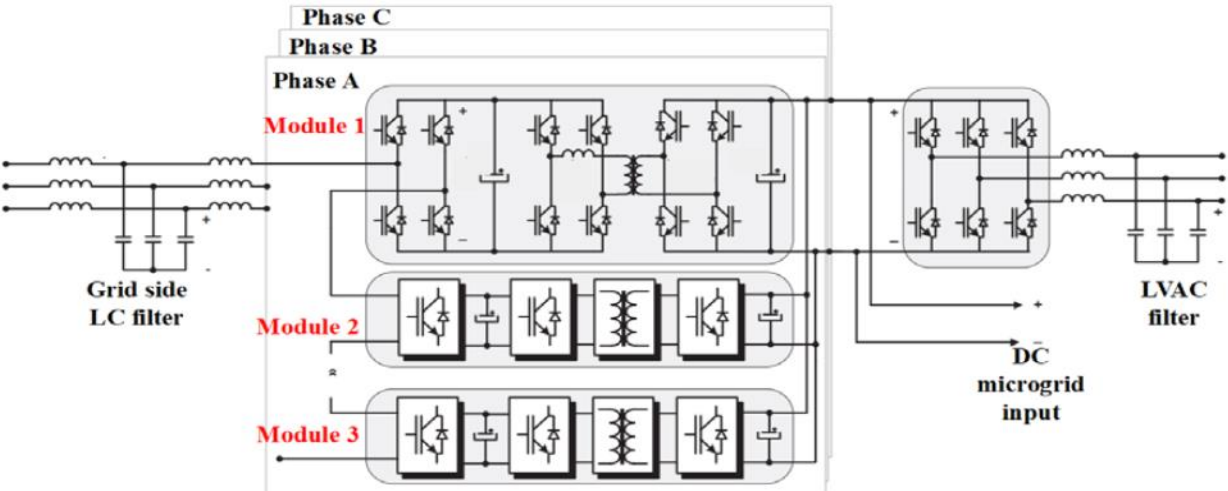 Phase C
Phase B
Phase A
Module 1
Grid side
LC filter
Module 2
Module 3
LVAC
filter
DC
microgrid
input